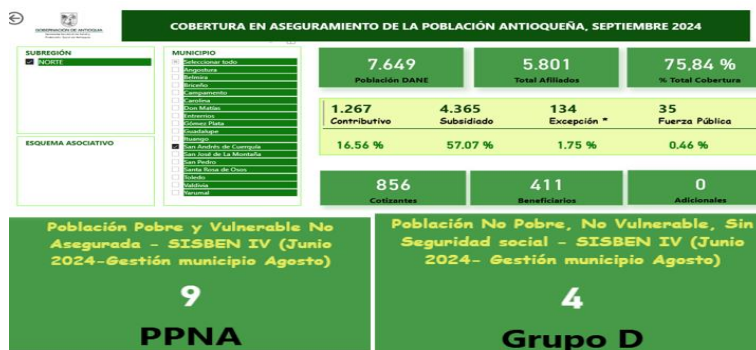 COBERTURA EN ASEGURAMIENTO DE LA POBLACIÓN ANTIOQUEÑA, SEPTIEMBRE 2024
GOBERNACIÓN DE ANTIOQUIA
SUBREGIÓN
NORTE
ESQUEMA ASOCIATIVO
MUNICIPIO
Seleccionar todo
Angostura
Belmira
Briceño
Campamento
Carolina
Don Matías
Entrerrios
Gómez Plata
Guadalupe
Ituango
San Andrés de Cuerquía
San José de La Montaña
San Pedro
Santa Rosa de Osos
Toledo
Valdivia
Yarumal
7.649
Población DANE
5.801
Total Afiliados
75,84 %
% Total Cobertura
1.267 4.365 134 35
Contributivo Subsidiado Excepción * Fuerza Pública
16.56 % 57.07 % 1.75 % 0.46 %
856
Cotizantes
411
Beneficiarios
0
Adicionales
Población Pobre y Vulnerable No
Asegurada - SISBEN IV (Junio
2024-Gestión municipio Agosto)
9
PPNA
Población No Pobre, No Vulnerable, Sin
Seguridad social - SISBEN IV (Junio
2024- Gestión municipio Agosto)
4
Grupo D